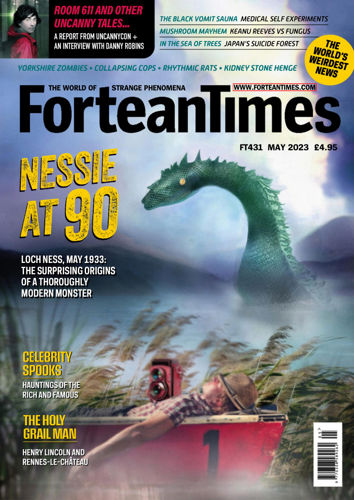 ROOM 611 AND OTHER
UNCANNY TALES...
A REPORT FROM UNCANNYCON +
AN INTERVIEW WITH DANNY ROBINS
THE BLACK VOMIT SAUNA MEDICAL SELF EXPERIMENTS
MUSHROOM MAYHEM KEANU REEVES VS FUNGUS
IN THE SEA OF TREES JAPAN'S SUICIDE FOREST
THE
WORLD'S
WEIRDEST
NEWS
YORKSHIRE ZOMBIES • COLLAPSING COPS • RHYTHMIC RATS • KIDNEY STONE HENGE
THE WORLD OF STRANGE PHENOMENA
WWW.FORTEANTIMES.COM
ForteanTimes
FT431 MAY 2023 £4.95
NESSIE
AT 90
LOCH NESS, MAY 1933:
THE SURPRISING ORIGINS
OF A THOROUGHLY
MODERN MONSTER
CELEBRITY
SPOOKS
HAUNTINGS OF THE
RICH AND FAMOUS
THE HOLY
GRAIL MAN
HENRY LINCOLN AND
RENNES-LE-CHÂTEAU
1